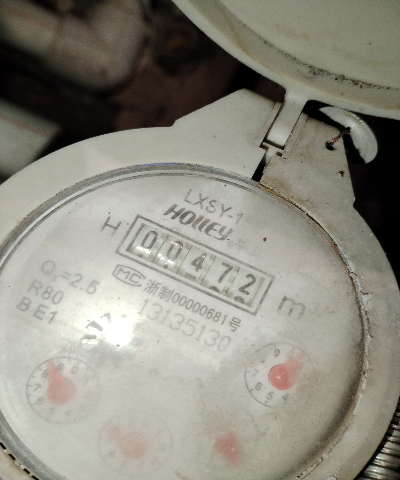 LXSY-1
HOLLEY
H 00472 m
MC 浙制00000681号
13135130
Q₃=2.5
R80
B E1